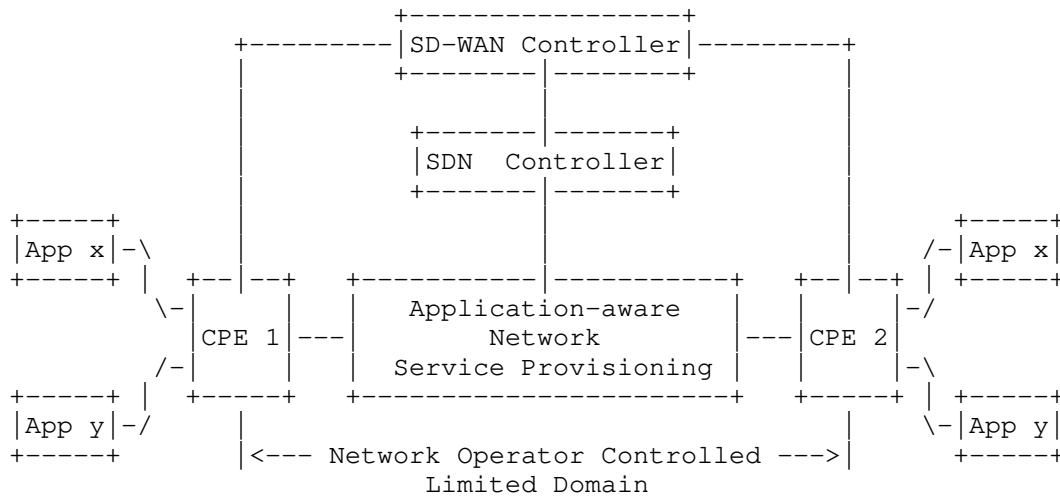 SD-WAN Controller
SDN  Controller
App x
App x
Application-aware
CPE 1
Network
CPE 2
Service Provisioning
App y
App y
<--- Network Operator Controlled --->
Limited Domain